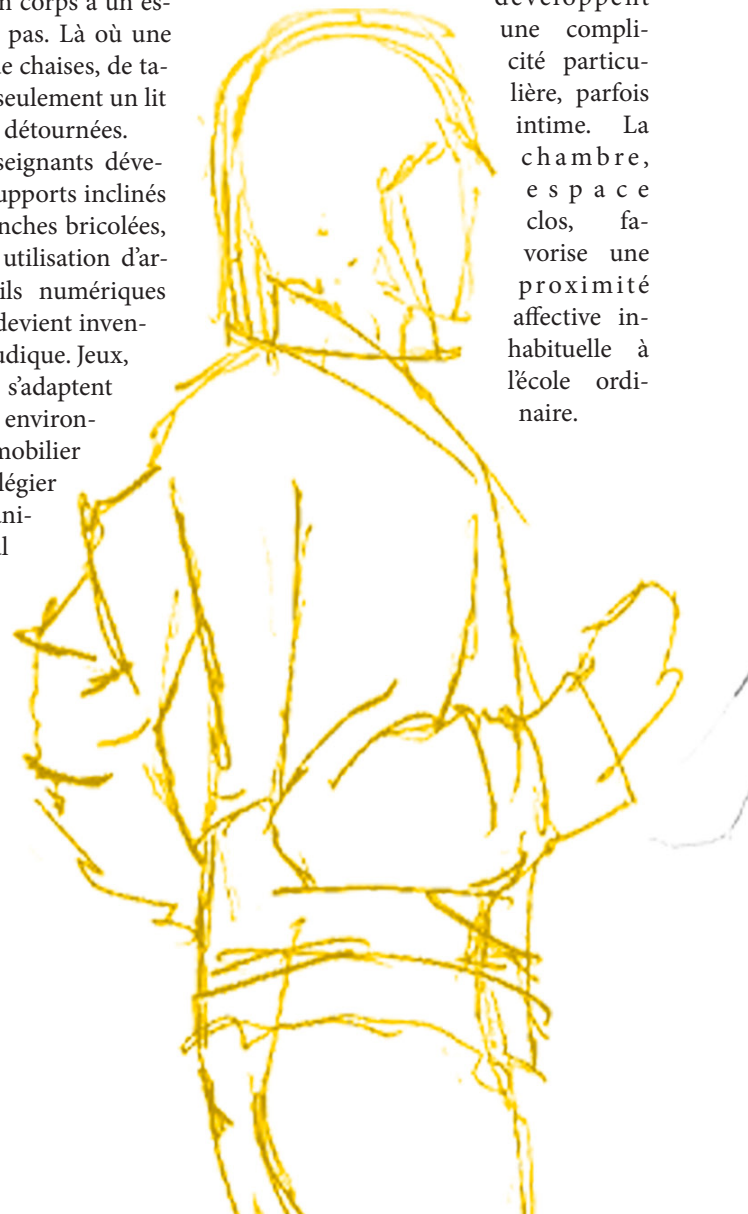 n corps à un es-
pas. Là où une
e chaises, de ta-
seulement un lit
détournées.
seignants déve-
upports inclinés
nches bricolées,
utilisation d'ar-
ils numériques
devient inven-
udique. Jeux,
s'adaptent
environ-
mobilier
légier
ani-
l
développent
une compli-
cité particu-
lière, parfois
intime. La
chambre,
espace
clos, fa-
vorise une
proximité
affective in-
habituelle à
l'école ordi-
naire.